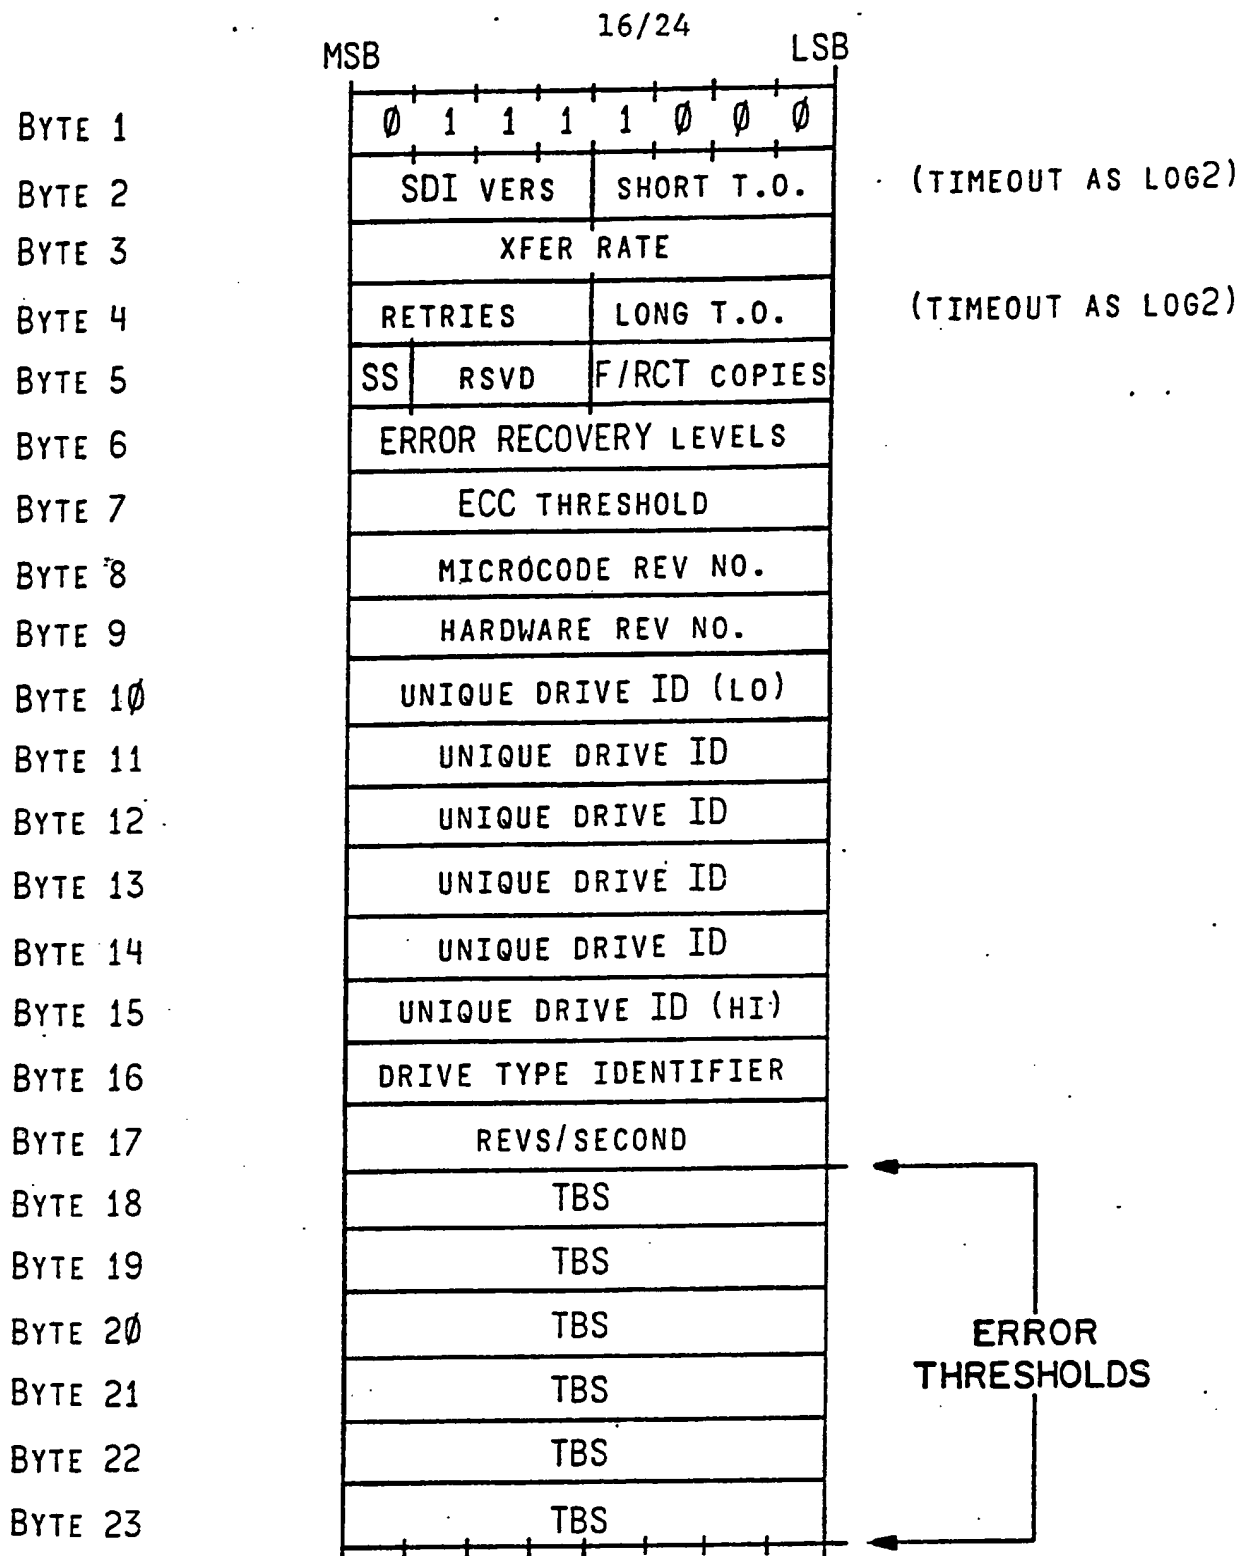 16/24
MSB LSB
BYTE 1 Ø 1 1 1 1 Ø Ø Ø
BYTE 2 SDI VERS SHORT T.O. (TIMEOUT AS LOG2)
BYTE 3 XFER RATE
BYTE 4 RETRIES LONG T.O. (TIMEOUT AS LOG2)
BYTE 5 SS RSVD F/RCT COPIES
BYTE 6 ERROR RECOVERY LEVELS
BYTE 7 ECC THRESHOLD
BYTE 8 MICROCODE REV NO.
BYTE 9 HARDWARE REV NO.
BYTE 1Ø UNIQUE DRIVE ID (LO)
BYTE 11 UNIQUE DRIVE ID
BYTE 12 UNIQUE DRIVE ID
BYTE 13 UNIQUE DRIVE ID
BYTE 14 UNIQUE DRIVE ID
BYTE 15 UNIQUE DRIVE ID (HI)
BYTE 16 DRIVE TYPE IDENTIFIER
BYTE 17 REVS/SECOND
BYTE 18 TBS
BYTE 19 TBS
BYTE 2Ø TBS
ERROR
THRESHOLDS
BYTE 21 TBS
BYTE 22 TBS
BYTE 23 TBS